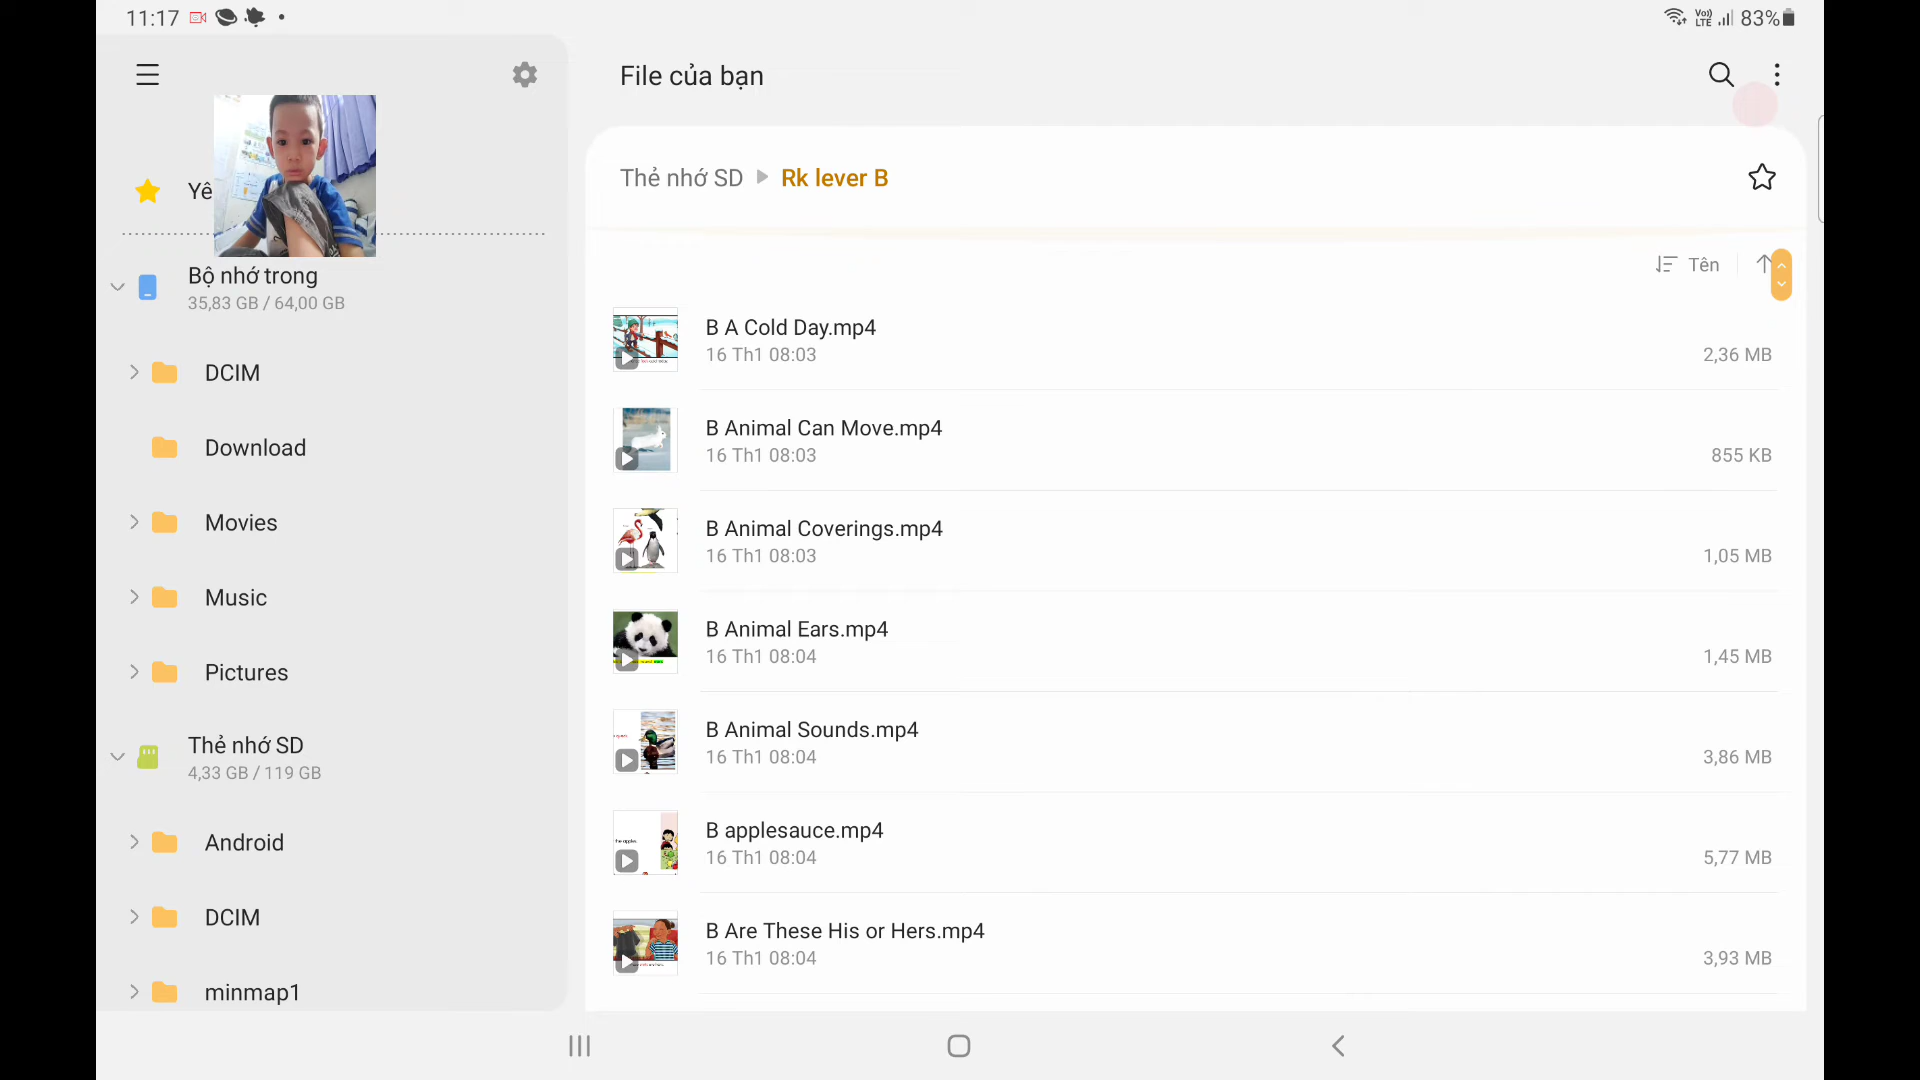 11:17
Vo)) LTE
83%
File của bạn
Yê
Bộ nhớ trong
35,83 GB / 64,00 GB
DCIM
Download
Movies
Music
Pictures
Thẻ nhớ SD
4,33 GB / 119 GB
Android
DCIM
minmap1
Thẻ nhớ SD Rk lever B
Tên
B A Cold Day.mp4
16 Th1 08:03
2,36 MB
B Animal Can Move.mp4
16 Th1 08:03
855 KB
B Animal Coverings.mp4
16 Th1 08:03
1,05 MB
B Animal Ears.mp4
16 Th1 08:04
1,45 MB
B Animal Sounds.mp4
16 Th1 08:04
3,86 MB
B applesauce.mp4
16 Th1 08:04
5,77 MB
B Are These His or Hers.mp4
16 Th1 08:04
3,93 MB